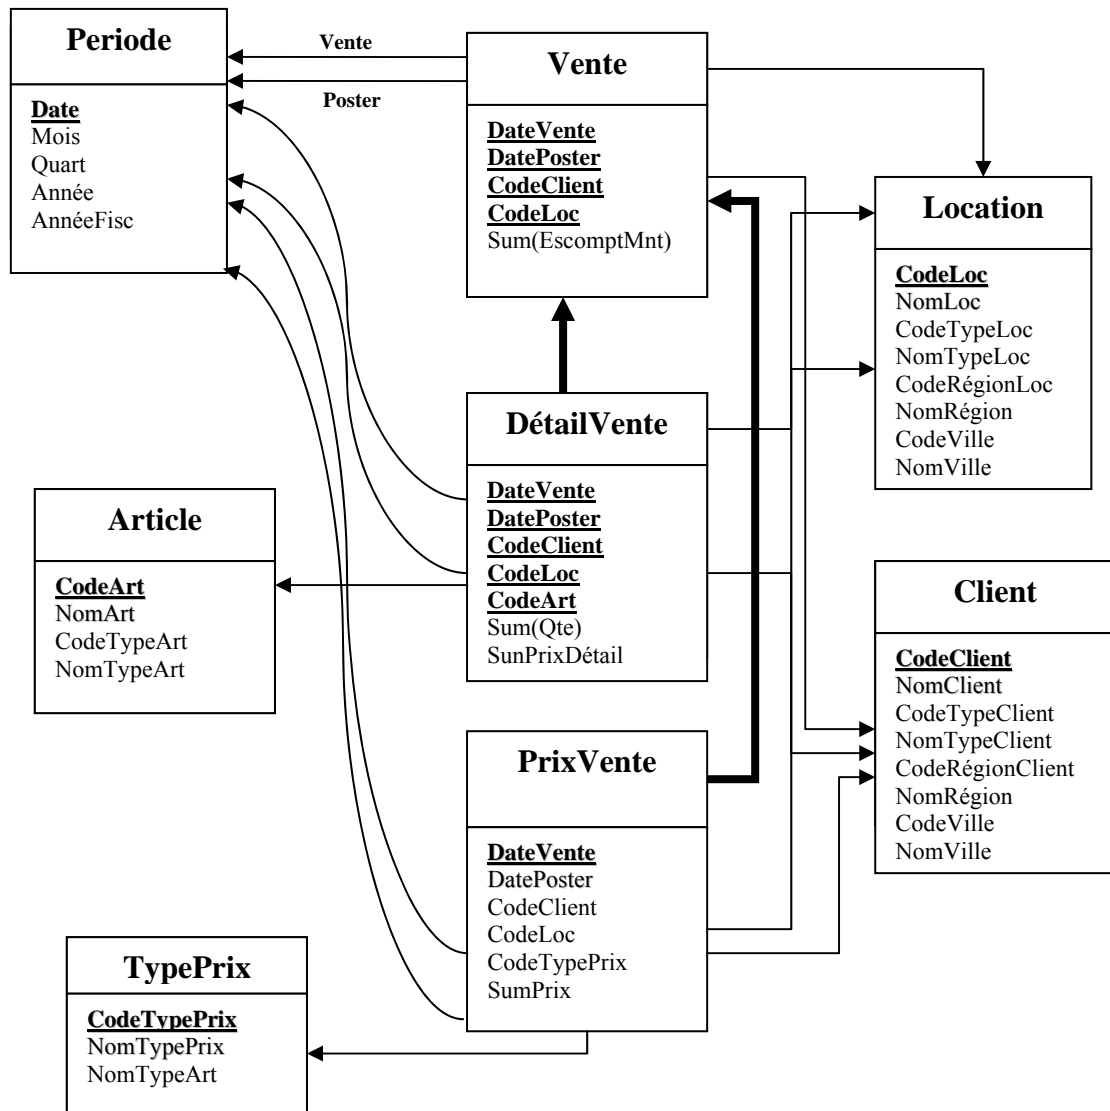 Periode
Date
Mois
Quart
Année
AnnéeFisc
Vente
Poster
Vente
DateVente
DatePoster
CodeClient
CodeLoc
Sum(EscomptMnt)
Location
CodeLoc
NomLoc
CodeTypeLoc
NomTypeLoc
CodeRégionLoc
NomRégion
CodeVille
NomVille
DétailVente
DateVente
DatePoster
CodeClient
CodeLoc
CodeArt
Sum(Qte)
SunPrixDétail
Article
CodeArt
NomArt
CodeTypeArt
NomTypeArt
Client
CodeClient
NomClient
CodeTypeClient
NomTypeClient
CodeRégionClient
NomRégion
CodeVille
NomVille
PrixVente
DateVente
DatePoster
CodeClient
CodeLoc
CodeTypePrix
SumPrix
TypePrix
CodeTypePrix
NomTypePrix
NomTypeArt